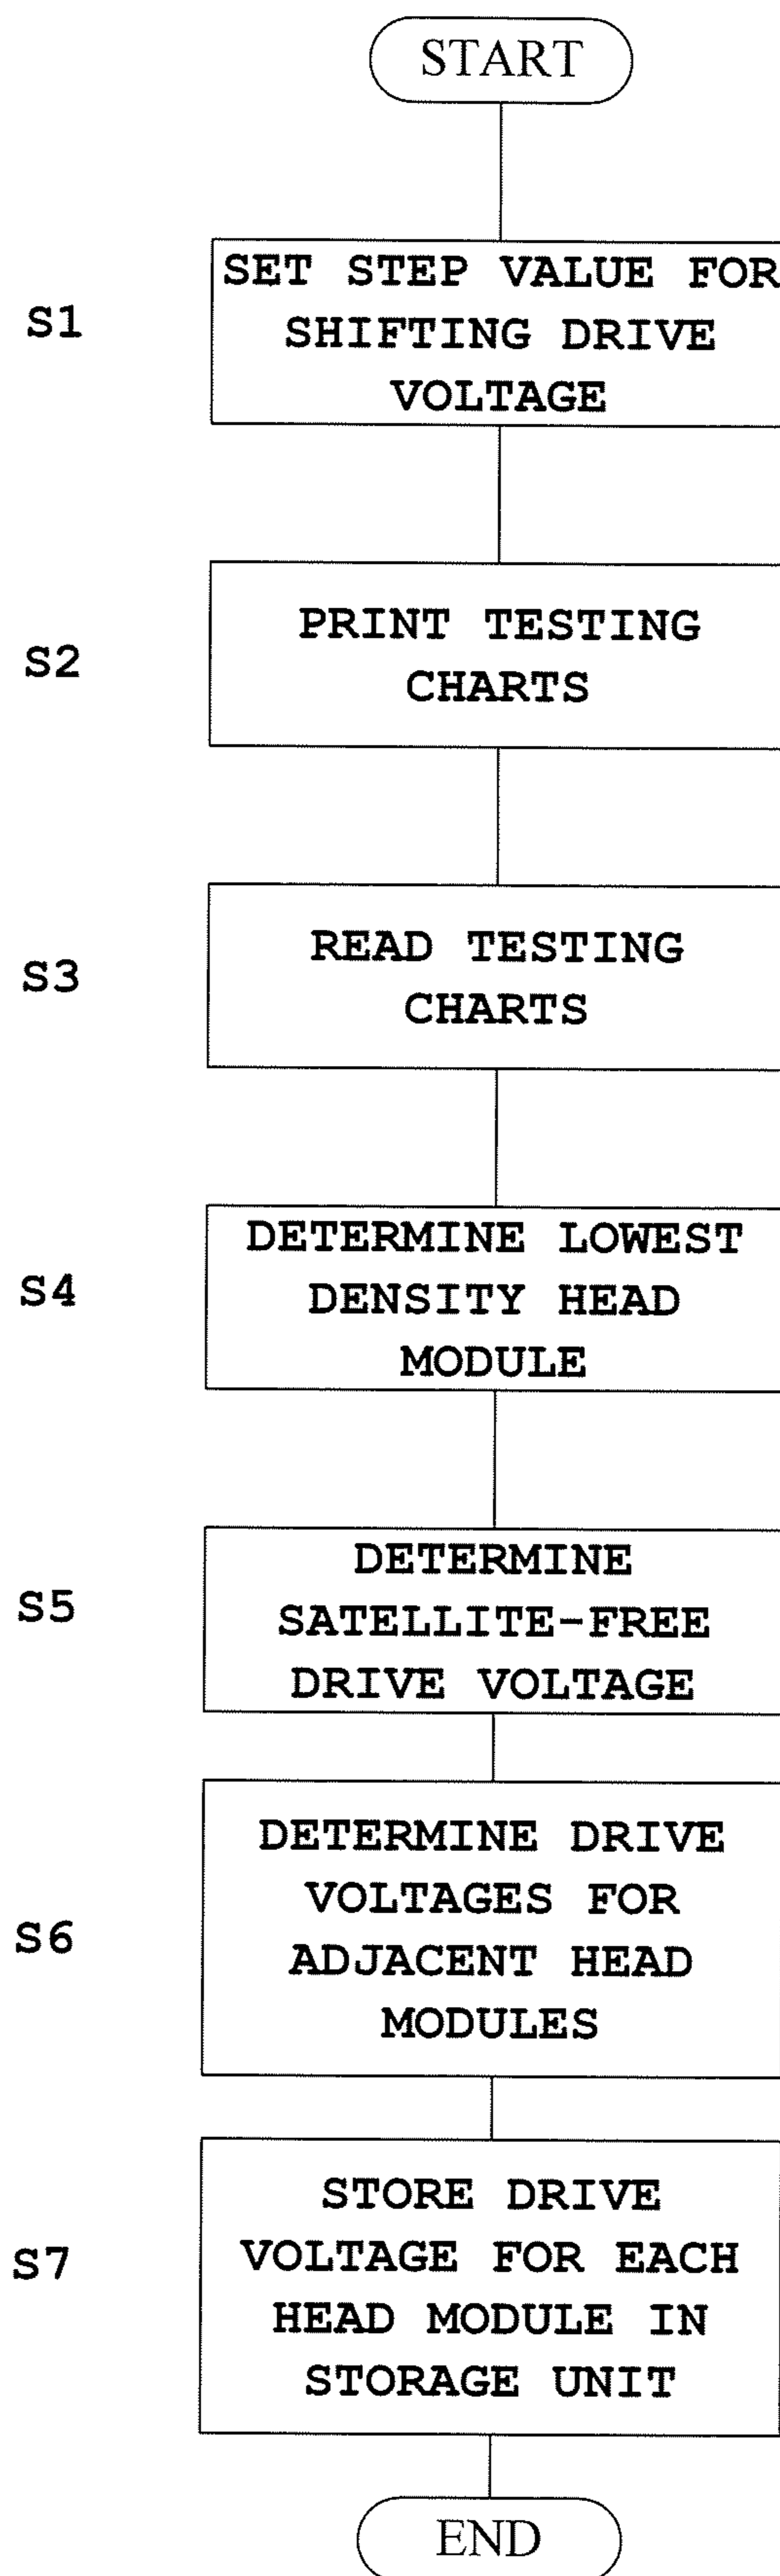 START
S1
SET STEP VALUE FOR
SHIFTING DRIVE
VOLTAGE
S2
PRINT TESTING
CHARTS
S3
READ TESTING
CHARTS
S4
DETERMINE LOWEST
DENSITY HEAD
MODULE
S5
DETERMINE
SATELLITE-FREE
DRIVE VOLTAGE
S6
DETERMINE DRIVE
VOLTAGES FOR
ADJACENT HEAD
MODULES
S7
STORE DRIVE
VOLTAGE FOR EACH
HEAD MODULE IN
STORAGE UNIT
END